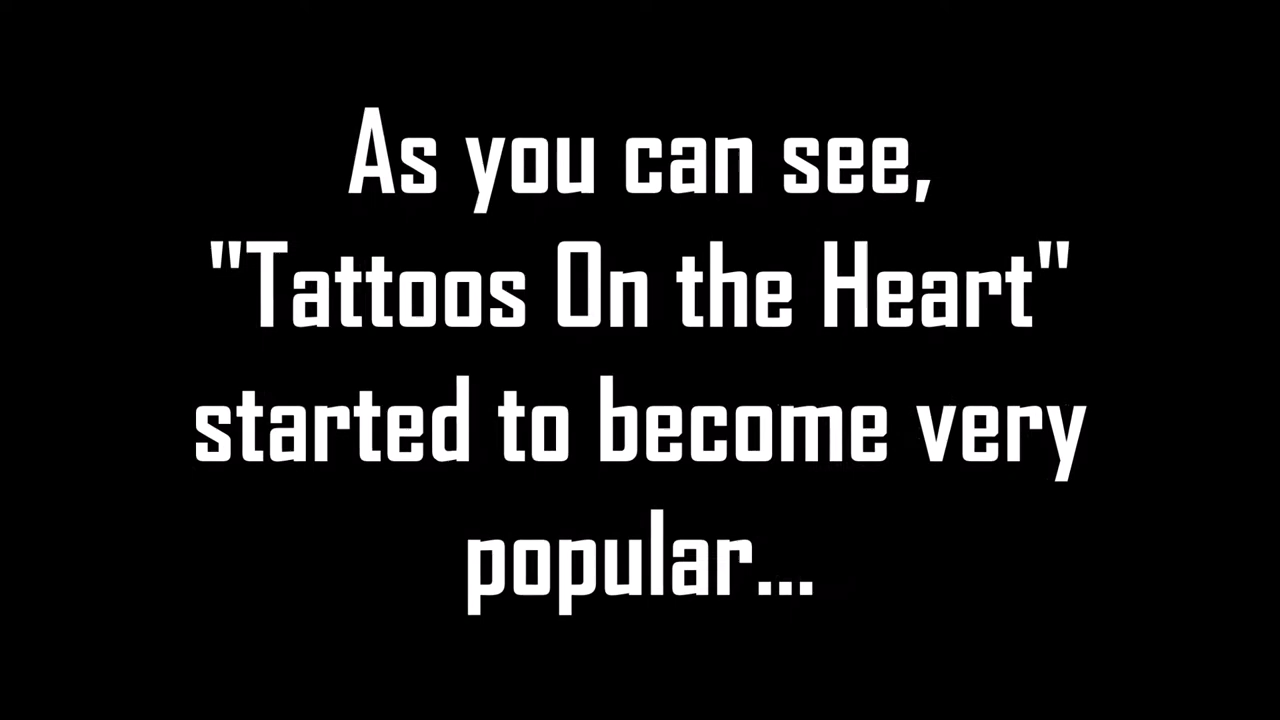 As you can see,
"Tattoos On the Heart"
started to become very
popular...